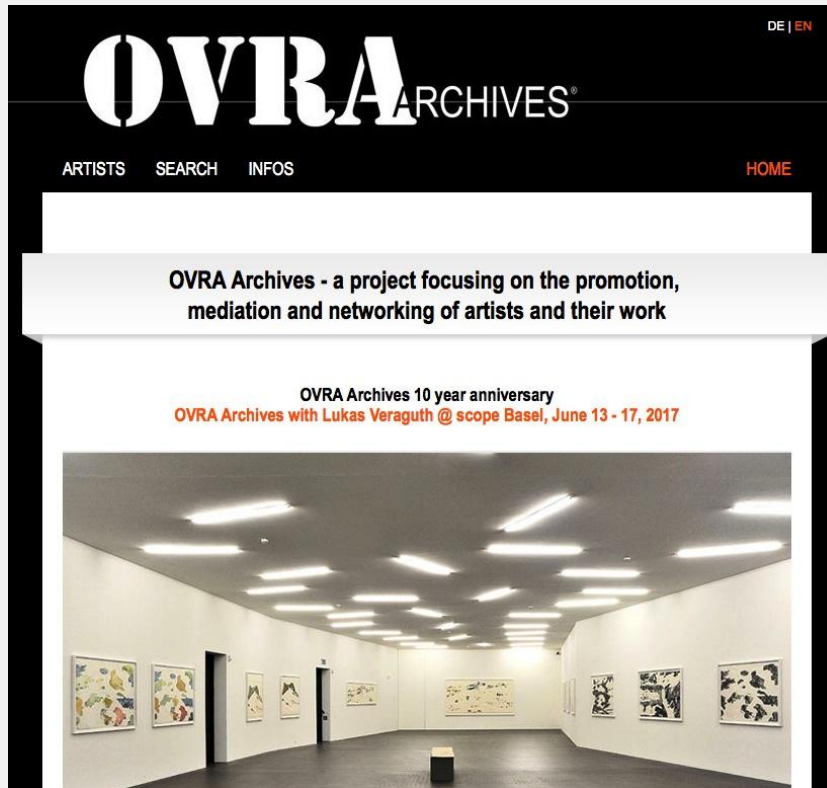 DE | EN
OVRA ARCHIVES®
ARTISTS SEARCH INFOS HOME
OVRA Archives - a project focusing on the promotion,
mediation and networking of artists and their work
OVRA Archives 10 year anniversary
OVRA Archives with Lukas Veraguth @ scope Basel, June 13 - 17, 2017